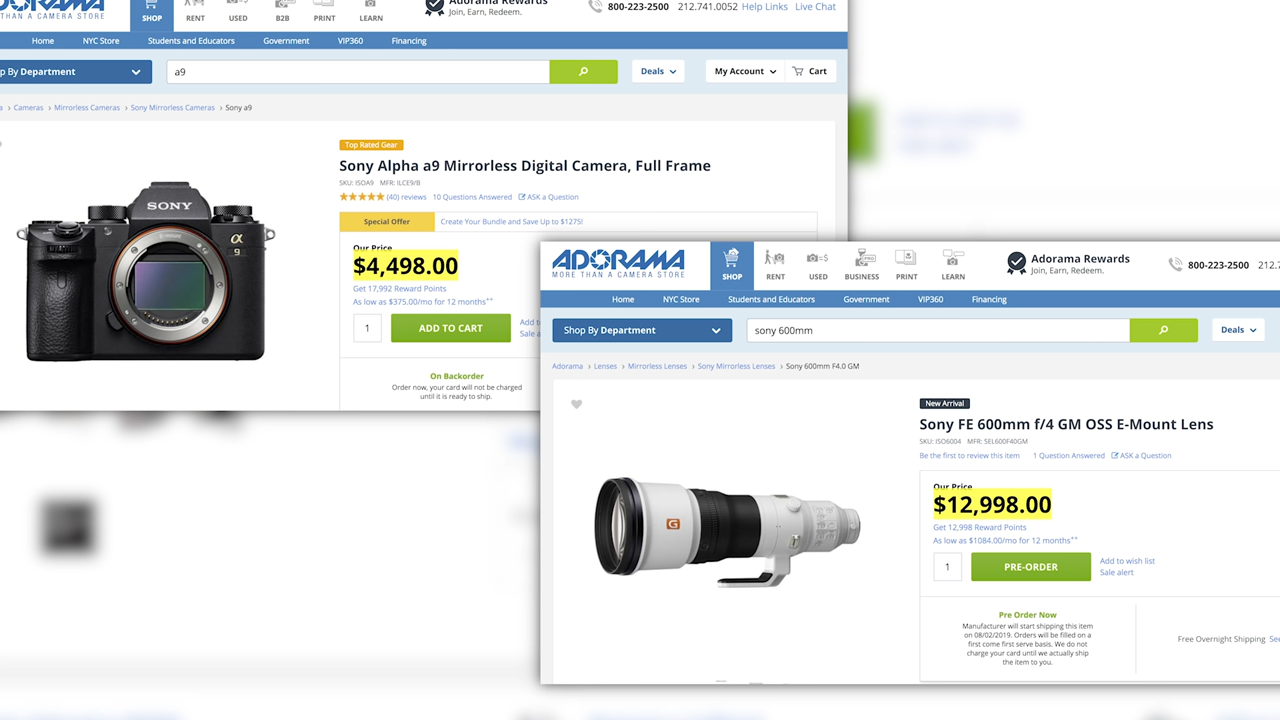 ADORAMA
THAN A CAMERA STORE
SHOP
RENT
USED
B2B
PRINT
LEARN
Adorama Rewards
Join, Earn, Redeem.
800-223-2500 212.741.0052 Help Links Live Chat
Home NYC Store Students and Educators Government VIP360 Financing
p By Department
a9
Deals
My Account
Cart
a > Cameras > Mirrorless Cameras > Sony Mirrorless Cameras > Sony a9
SONY
α
9
Top Rated Gear
Sony Alpha a9 Mirrorless Digital Camera, Full Frame
SKU: ISOA9 MFR: ILCE9/B
(40) reviews 10 Questions Answered ASK a Question
Special Offer
Create Your Bundle and Save Up to $1275!
Our Price
$4,498.00
Get 17,992 Reward Points
As low as $375.00/mo for 12 months**
1
ADD TO CART
Add t
Sale a
On Backorder
Order now, your card will not be charged
until it is ready to ship.
ADORAMA
MORE THAN A CAMERA STORE
SHOP
RENT
USED
BUSINESS
PRINT
LEARN
Adorama Rewards
Join, Earn, Redeem.
800-223-2500 212.7
Home NYC Store Students and Educators Government VIP360 Financing
Shop By Department
sony 600mm
Deals
Adorama > Lenses > Mirrorless Lenses > Sony Mirrorless Lenses > Sony 600mm F4.0 GM
G
New Arrival
Sony FE 600mm f/4 GM OSS E-Mount Lens
SKU: ISO6004 MFR: SEL600F40GM
Be the first to review this item 1 Question Answered ASK a Question
Our Price
$12,998.00
Get 12,998 Reward Points
As low as $1084.00/mo for 12 months**
1
PRE-ORDER
Add to wish list
Sale alert
Pre Order Now
Manufacturer will start shipping this item
on 08/02/2019. Orders will be filled on a
first come first serve basis. We do not
charge your card until we actually ship
the item to you.
Free Overnight Shipping See